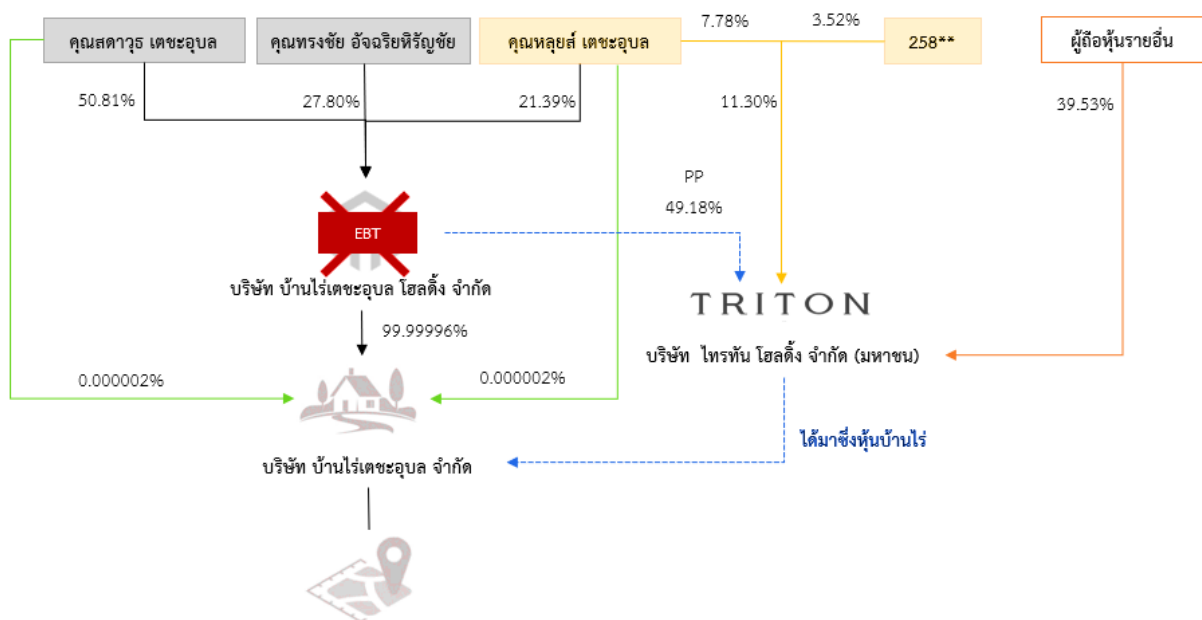 7.78%
3.52%
คุณสดาวุธ เตชะอุบล
คุณทรงชัย อัจฉริยหิรัญชัย
คุณหลุยส์ เตชะอุบล
258**
ผู้ถือหุ้นรายอื่น
50.81%
27.80%
21.39%
11.30%
39.53%
PP
49.18%
EBT
บริษัท บ้านไร่เตชะอุบล โฮลดิ้ง จำกัด
TRITON
99.99996%
บริษัท ไทรทัน โฮลดิ้ง จำกัด (มหาชน)
0.000002%
0.000002%
ได้มาซึ่งหุ้นบ้านไร่
บริษัท บ้านไร่เตชะอุบล จำกัด